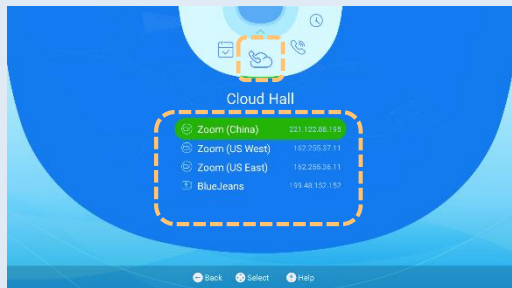 Cloud Hall
Zoom (China) 221.122.88.195
Zoom (US West) 162.255.37.11
Zoom (US East) 162.255.36.11
BlueJeans 199.48.152.152
Back Select Help